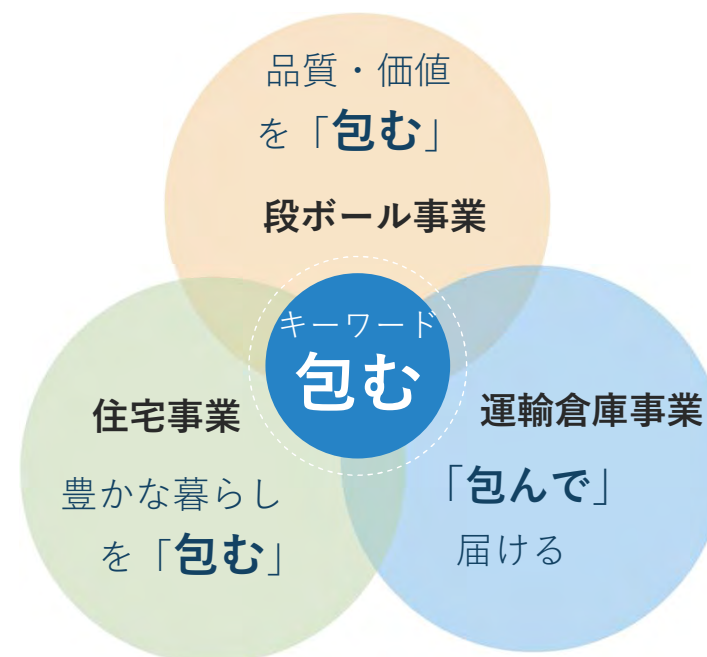 品質・価値
を「包む」
段ボール事業
キーワード
包む
住宅事業
豊かな暮らし
を「包む」
運輸倉庫事業
「包んで」
届ける